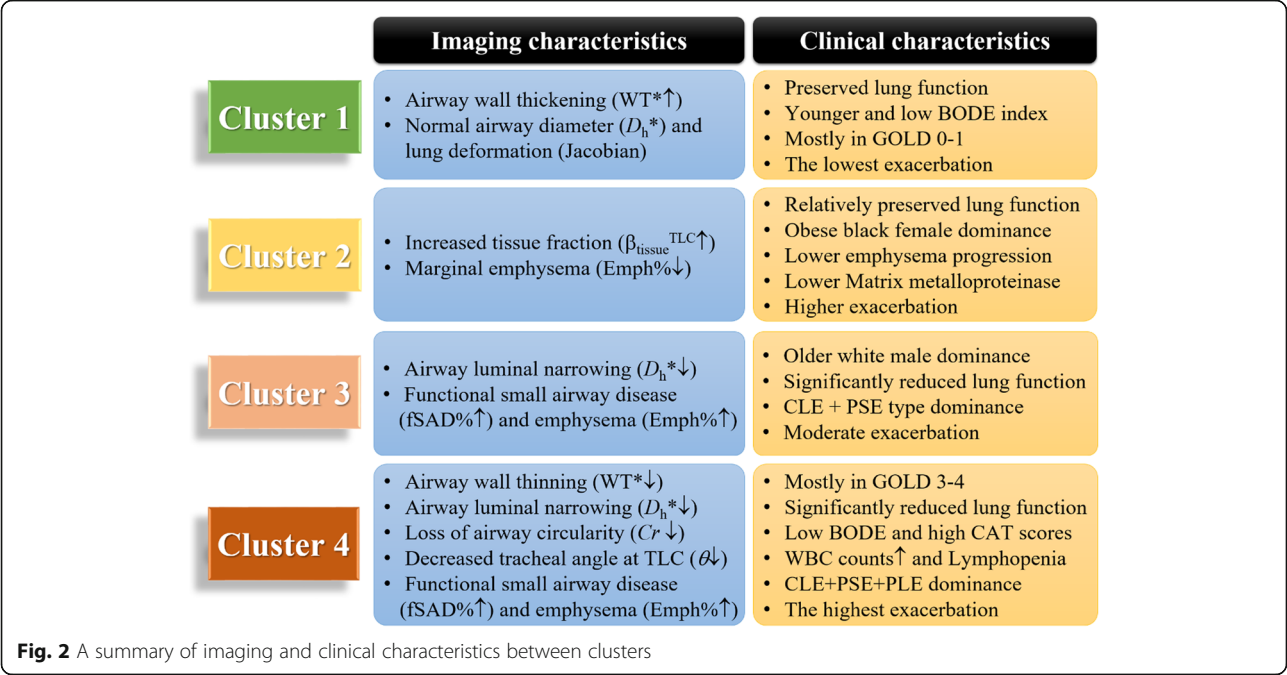 Imaging characteristics
Clinical characteristics
Cluster 1
• Airway wall thickening (WT*↑)
• Normal airway diameter (Dh*) and
lung deformation (Jacobian)
• Preserved lung function
• Younger and low BODE index
• Mostly in GOLD 0-1
• The lowest exacerbation
Cluster 2
• Increased tissue fraction (βtissueTLC↑)
• Marginal emphysema (Emph%↓)
• Relatively preserved lung function
• Obese black female dominance
• Lower emphysema progression
• Lower Matrix metalloproteinase
• Higher exacerbation
Cluster 3
• Airway luminal narrowing (Dh*↓)
• Functional small airway disease
(fSAD%↑) and emphysema (Emph%↑)
• Older white male dominance
• Significantly reduced lung function
• CLE + PSE type dominance
• Moderate exacerbation
Cluster 4
• Airway wall thinning (WT*↓)
• Airway luminal narrowing (Dh*↓)
• Loss of airway circularity (Cr ↓)
• Decreased tracheal angle at TLC (θ↓)
• Functional small airway disease
(fSAD%↑) and emphysema (Emph%↑)
• Mostly in GOLD 3-4
• Significantly reduced lung function
• Low BODE and high CAT scores
• WBC counts↑ and Lymphopenia
• CLE+PSE+PLE dominance
• The highest exacerbation
Fig. 2 A summary of imaging and clinical characteristics between clusters